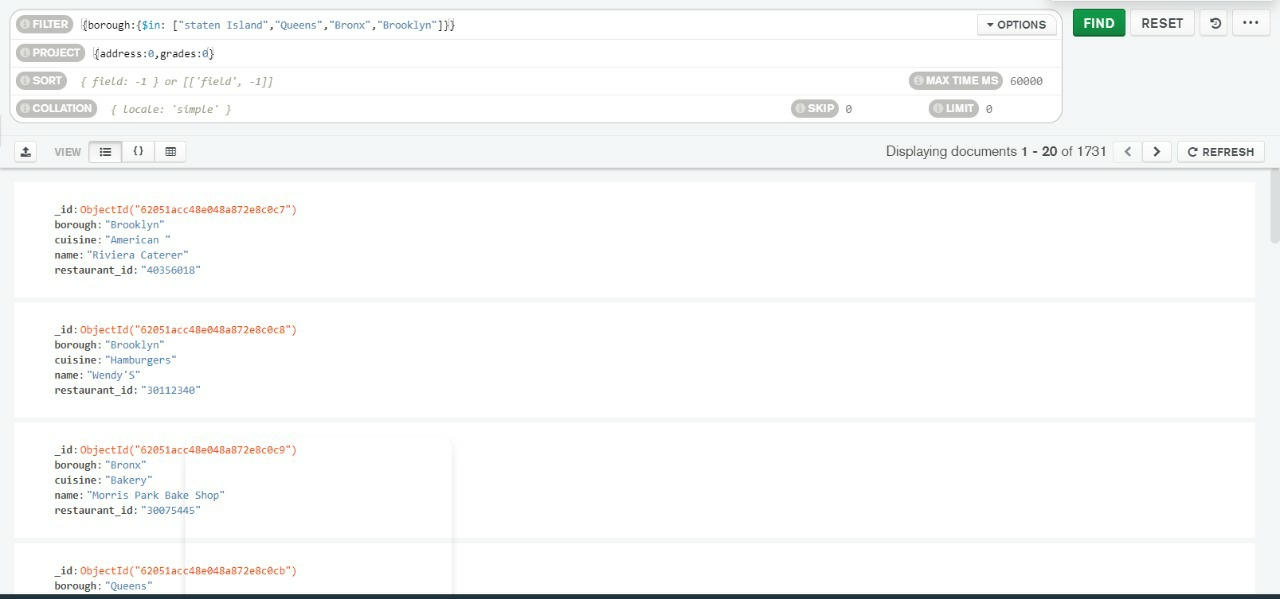 FILTER {borough:{$in: ["staten Island","Queens","Bronx","Brooklyn"]}} OPTIONS FIND RESET
PROJECT {address:0,grades:0}
SORT { field: -1 } or [['field', -1]] MAX TIME MS 60000
COLLATION { locale: 'simple' } SKIP 0 LIMIT 0
VIEW {} Displaying documents 1 - 20 of 1731 < > REFRESH
_id:ObjectId("62051acc48e048a872e8c0c7")
borough:"Brooklyn"
cuisine:"American "
name:"Riviera Caterer"
restaurant_id:"40356018"
_id:ObjectId("62051acc48e048a872e8c0c8")
borough:"Brooklyn"
cuisine:"Hamburgers"
name:"Wendy'S"
restaurant_id:"30112340"
_id:ObjectId("62051acc48e048a872e8c0c9")
borough:"Bronx"
cuisine:"Bakery"
name:"Morris Park Bake Shop"
restaurant_id:"30075445"
_id:ObjectId("62051acc48e048a872e8c0cb")
borough:"Queens"